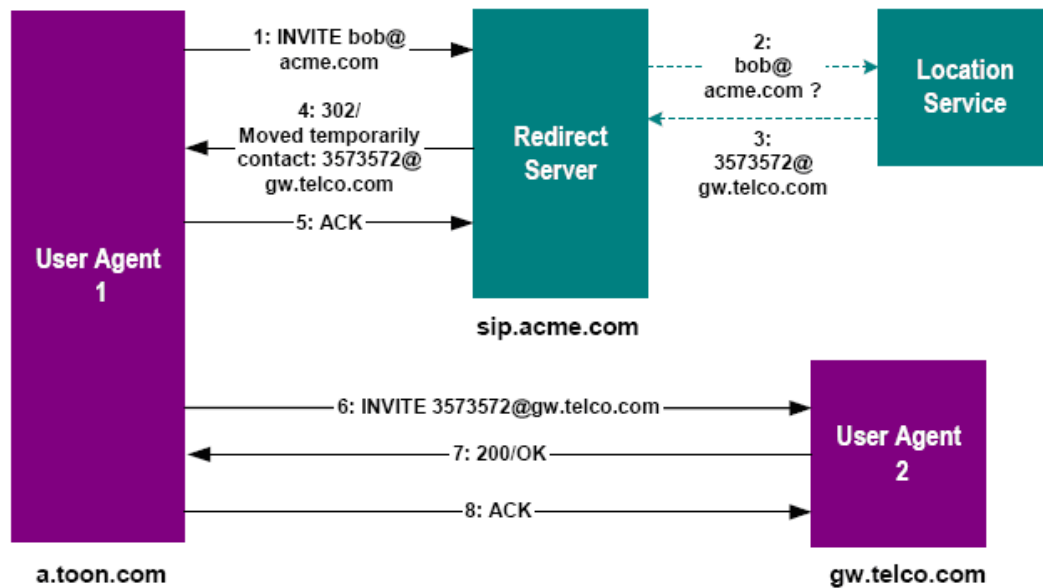 1: INVITE bob@
acme.com
2:
bob@
acme.com ?
Location
Service
4: 302/
Moved temporarily
contact: 3573572@
gw.telco.com
Redirect
Server
3:
3573572@
gw.telco.com
5: ACK
User Agent
1
sip.acme.com
6: INVITE 3573572@gw.telco.com
7: 200/OK
User Agent
2
8: ACK
a.toon.com
gw.telco.com